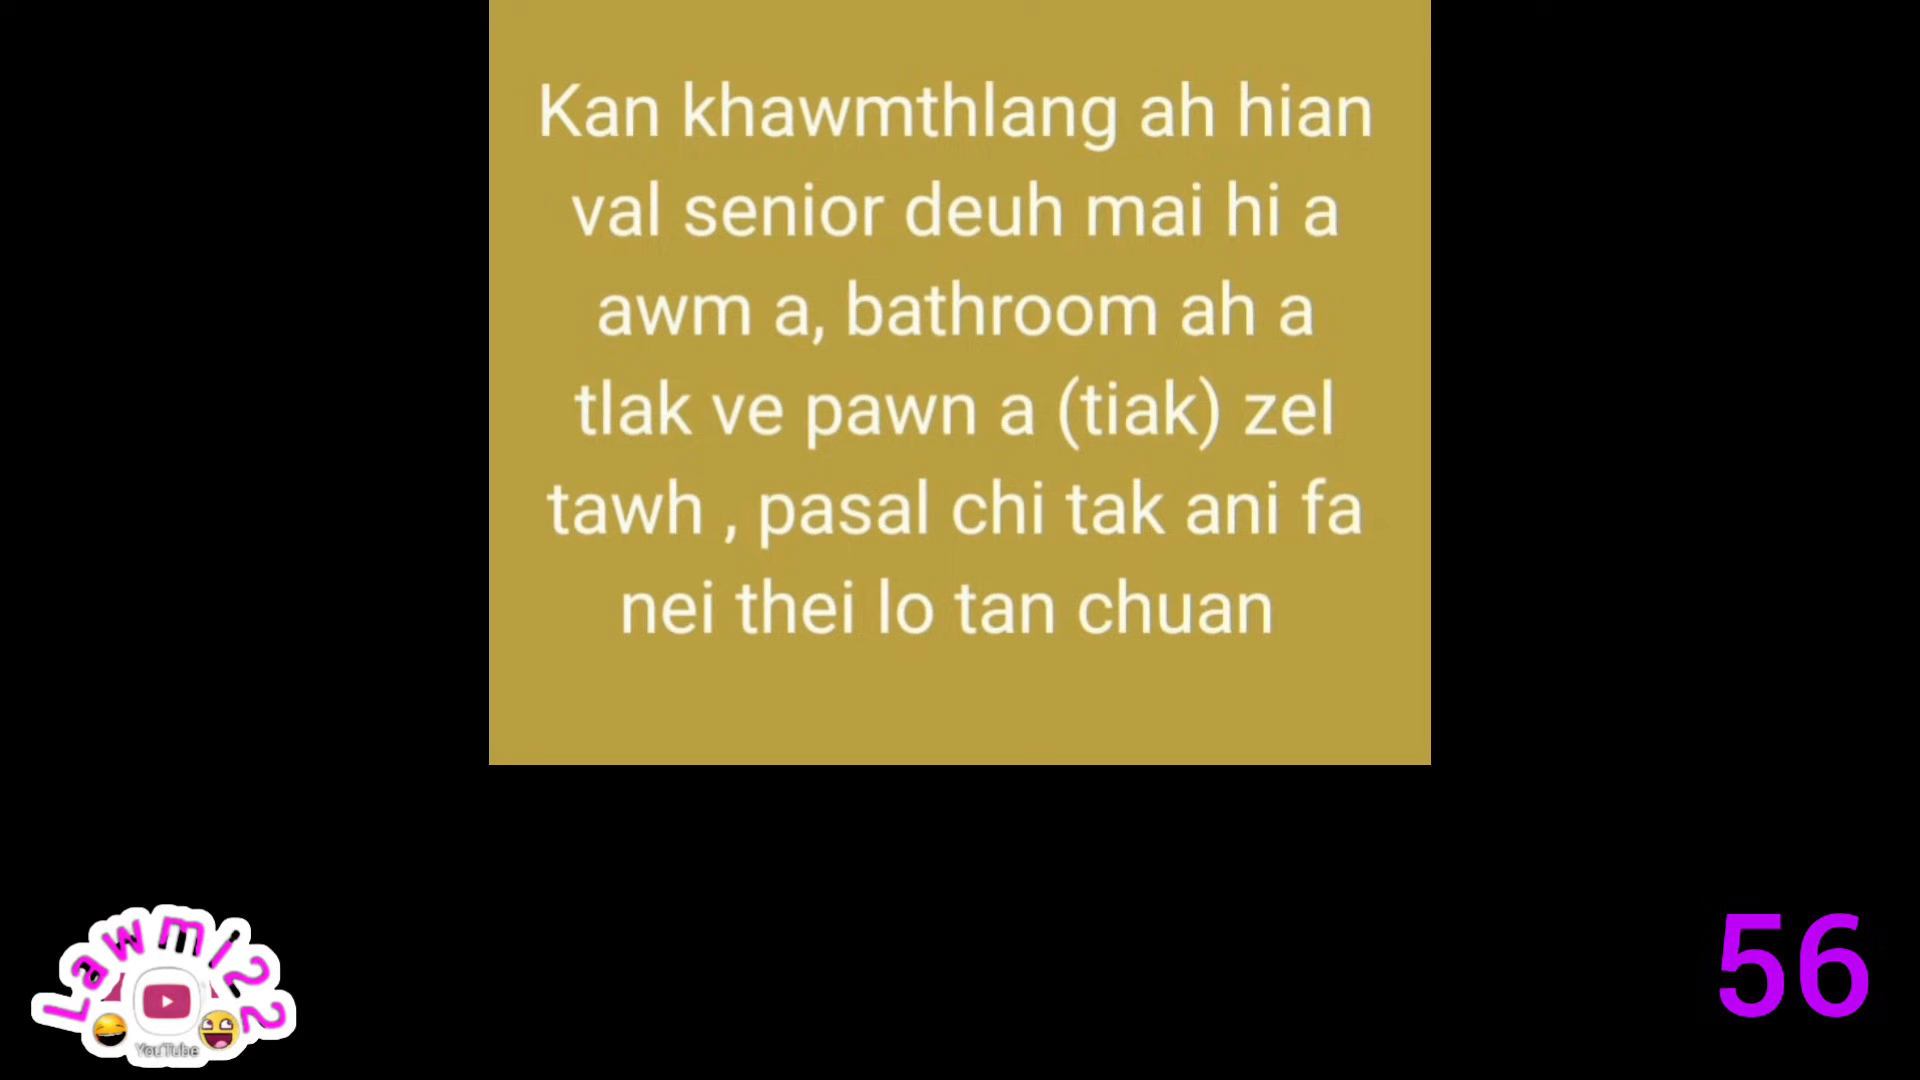 Kan khawmthlang ah hian
val senior deuh mai hi a
awm a, bathroom ah a
tlak ve pawn a (tiak) zel
tawh , pasal chi tak ani fa
nei thei lo tan chuan
Lawmi22
YouTube
56